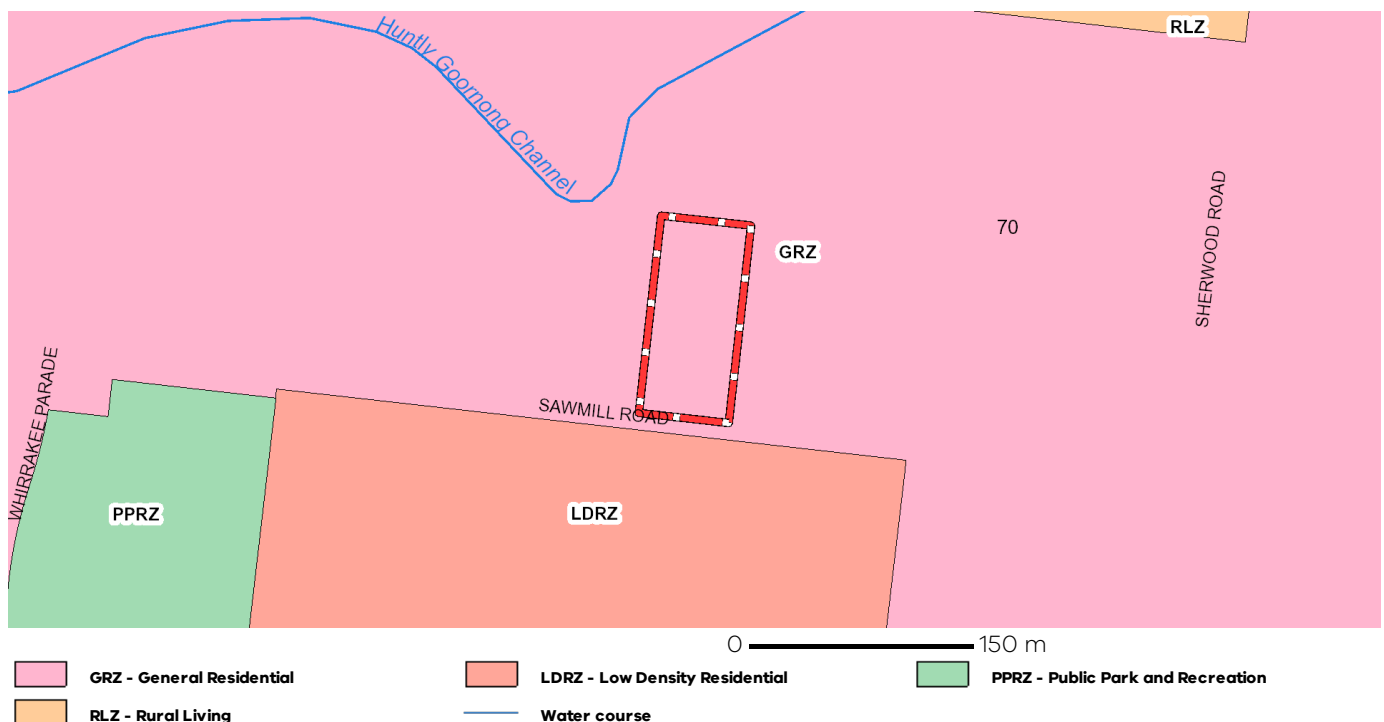 RLZ
Huntly Goornong Channel
SHERWOOD ROAD
70
GRZ
WHIRRAKEE PARADE
SAWMILL ROAD
PPRZ
LDRZ
0 150 m
GRZ - General Residential
LDRZ - Low Density Residential
PPRZ - Public Park and Recreation
RLZ - Rural Living
Water course